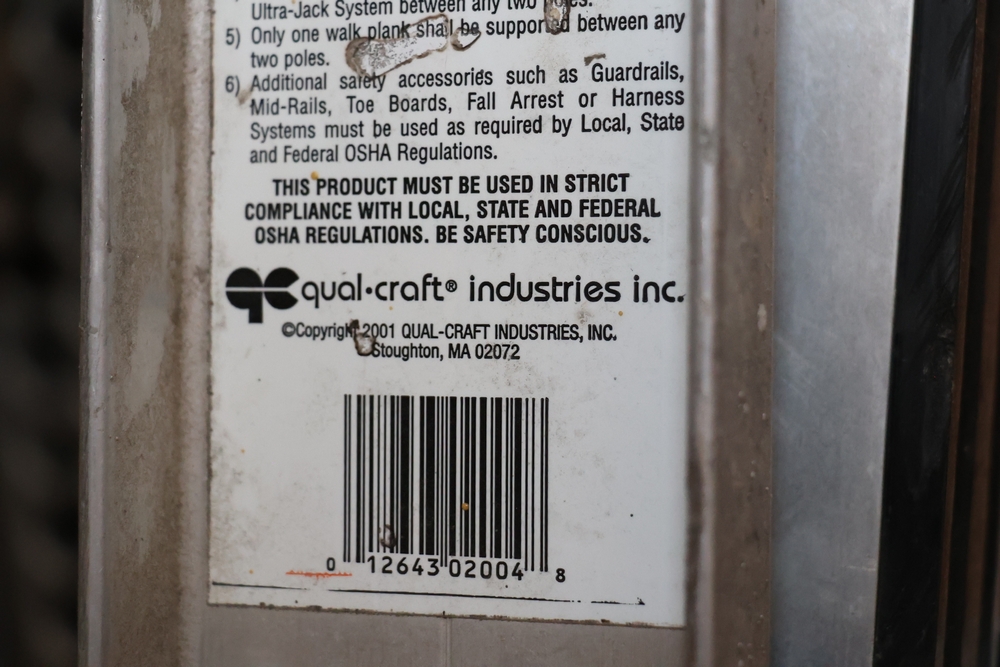 Ultra-Jack System between any two poles.
5) Only one walk plank shall be supported between any
two poles.
6) Additional safety accessories such as Guardrails,
Mid-Rails, Toe Boards, Fall Arrest or Harness
Systems must be used as required by Local, State
and Federal OSHA Regulations.
THIS PRODUCT MUST BE USED IN STRICT
COMPLIANCE WITH LOCAL, STATE AND FEDERAL
OSHA REGULATIONS. BE SAFETY CONSCIOUS.
qual·craft® industries inc.
©Copyright 2001 QUAL-CRAFT INDUSTRIES, INC.
Stoughton, MA 02072
0 12643 02004 8